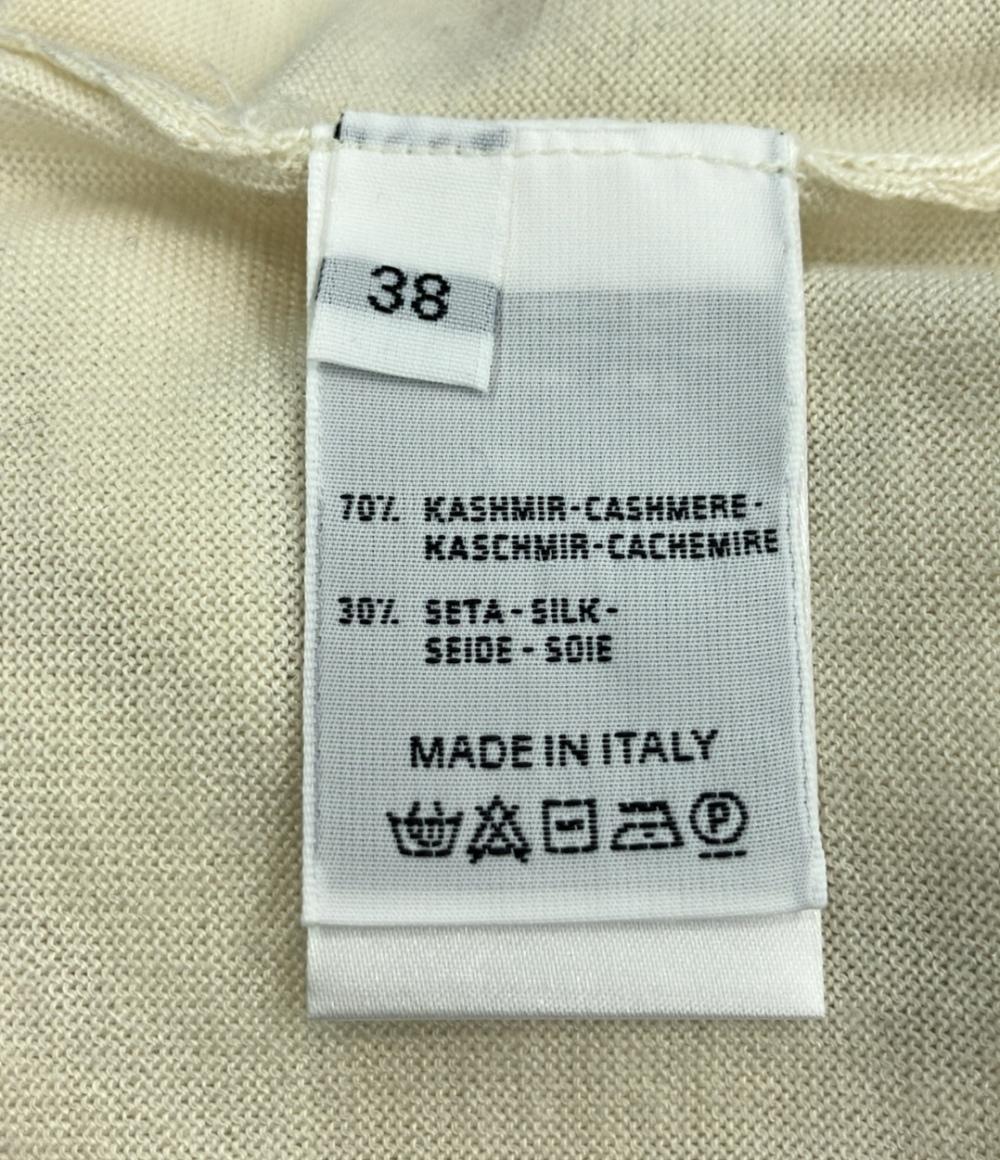 38
70% KASHMIR-CASHMERE-
KASCHMIR-CACHEMIRE
30% SETA-SILK-
SEIDE-SOIE
MADE IN ITALY
P